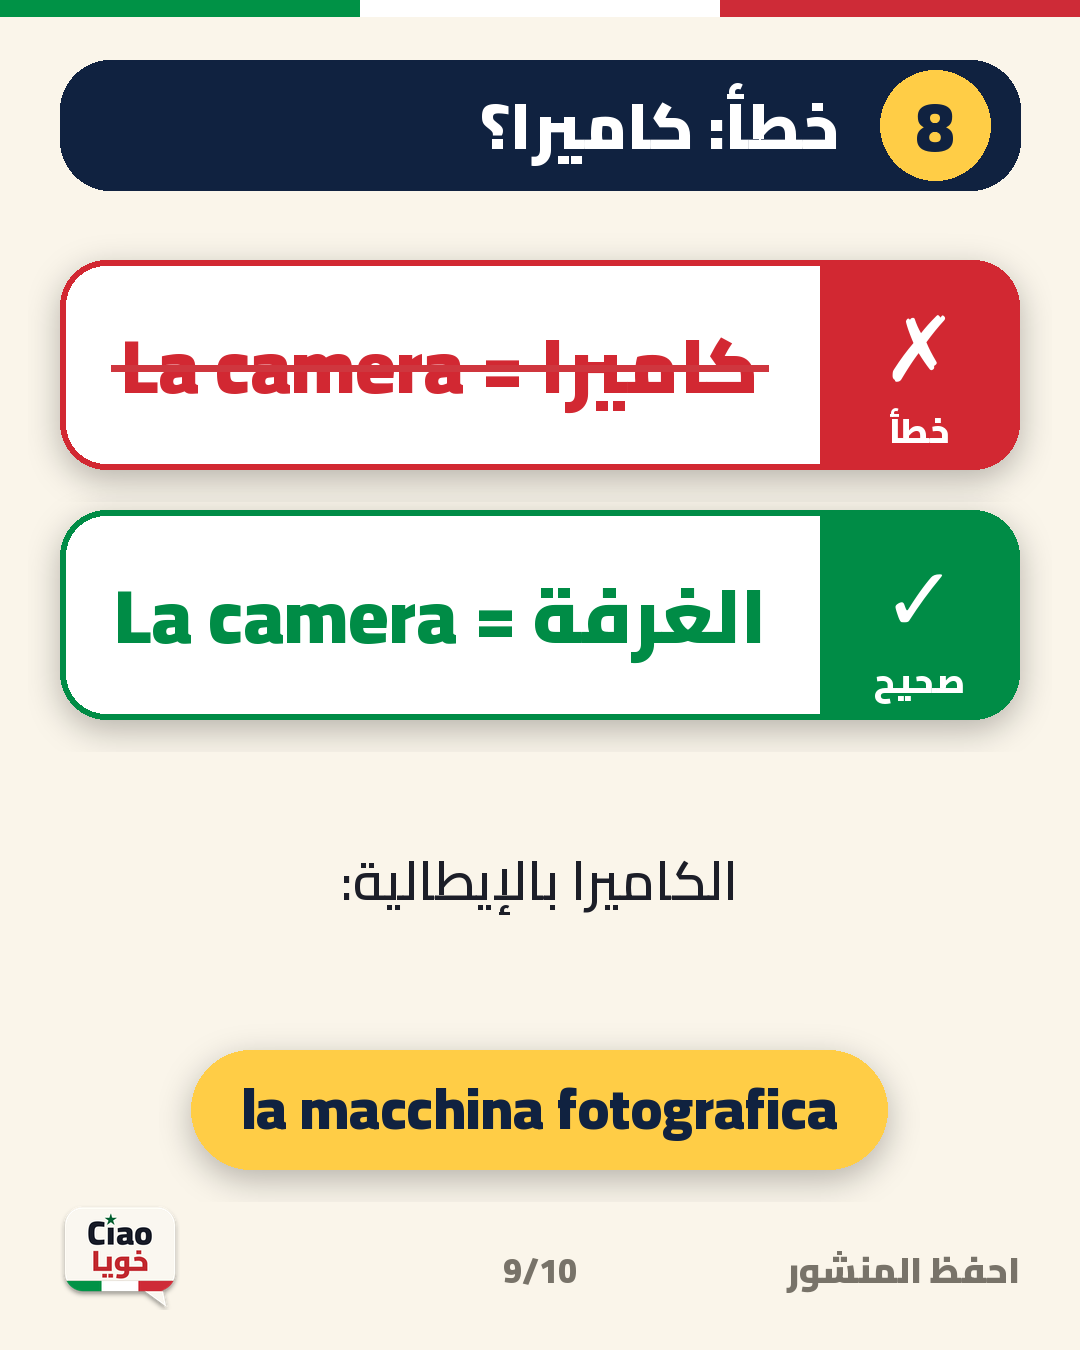 8
خطأ: كاميرا؟
✗
خطأ
La camera = كاميرا
✓
صحيح
La camera = الغرفة
الكاميرا بالإيطالية:
la macchina fotografica
احفظ المنشور
9/10
Ciao
خويا